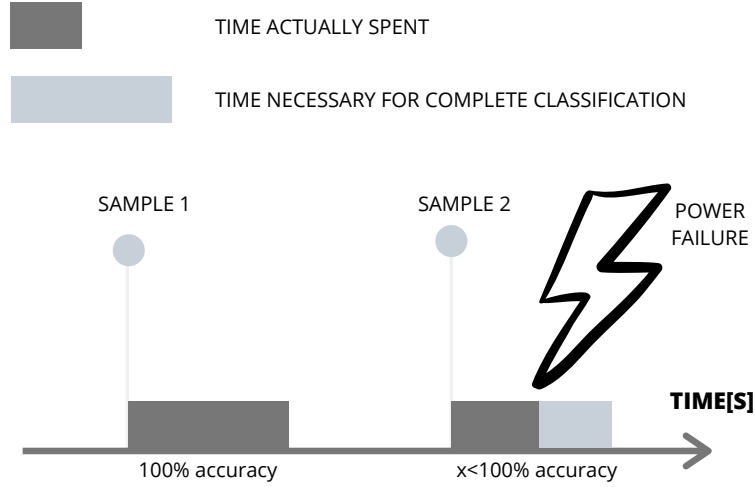 TIME ACTUALLY SPENT
TIME NECESSARY FOR COMPLETE CLASSIFICATION
SAMPLE 1
SAMPLE 2
POWER
FAILURE
TIME[S]
100% accuracy
x<100% accuracy